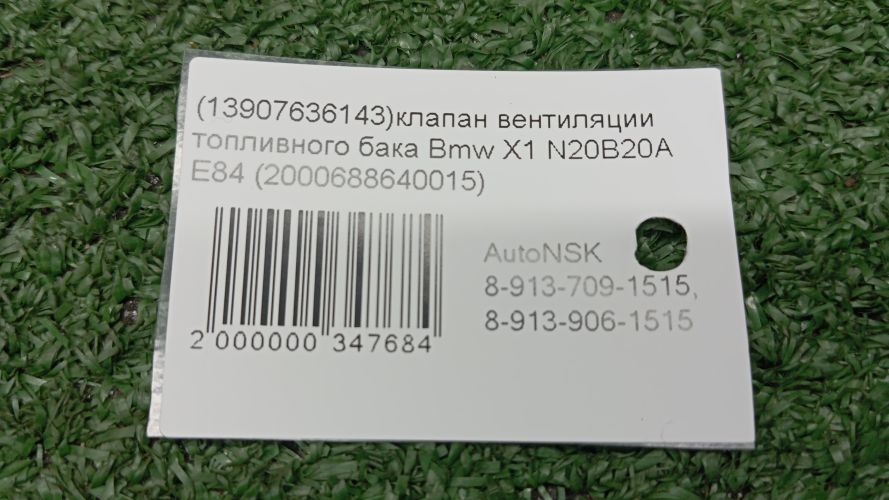 (13907636143)клапан вентиляции
топливного бака Bmw X1 N20B20A
E84 (2000688640015)
AutoNSK
8-913-709-1515,
8-913-906-1515
2 000000 347684